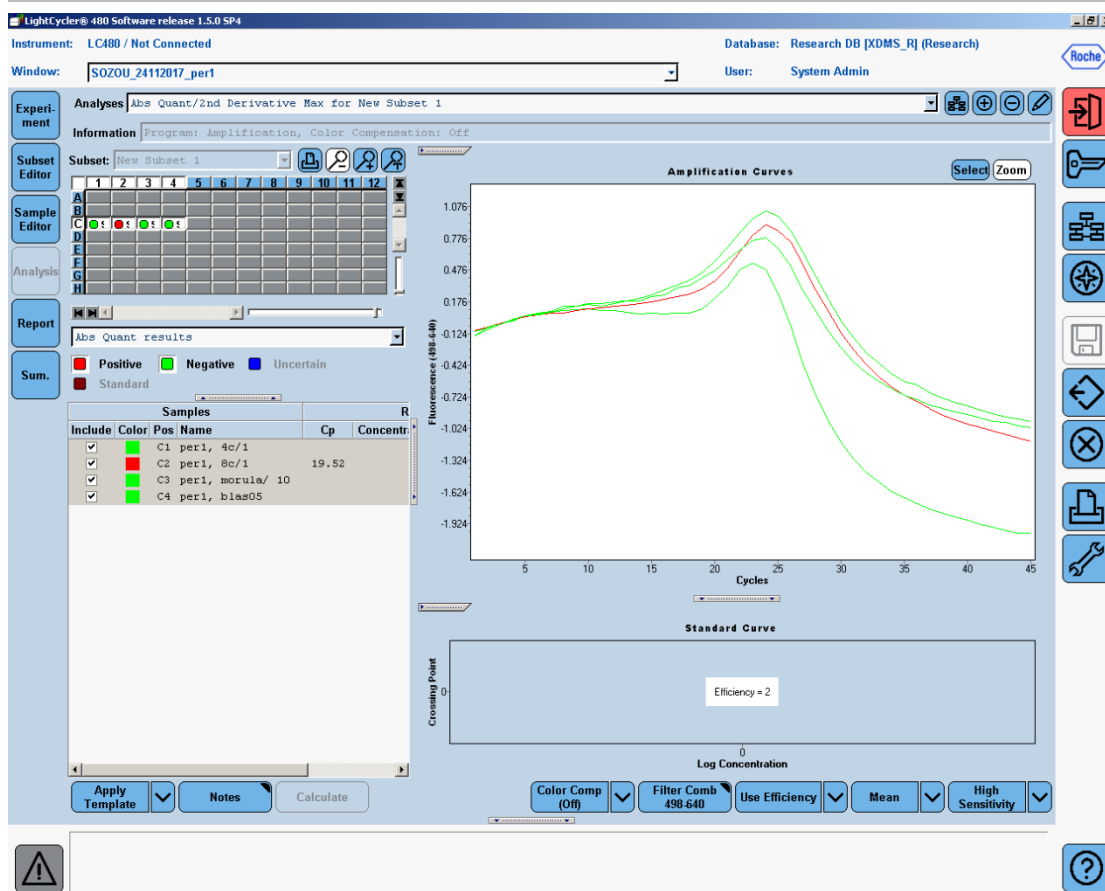 LightCycler® 480 Software release 1.5.0 SP4
Instrument: LC480 / Not Connected
Database: Research DB [XDMS_R] (Research)
Window: SOZOU_24112017_per1
User: System Admin
Roche
Experi-
ment
Subset
Editor
Sample
Editor
Analysis
Report
Sum.
Analyses Abs Quant/2nd Derivative Max for New Subset 1
Information Program: Amplification, Color Compensation: Off
Subset: New Subset 1
1 2 3 4 5 6 7 8 9 10 11 12
A
B
C
D
E
F
G
H
Abs Quant results
Positive Negative Uncertain
Standard
Samples R
Include Color Pos Name Cp Concentr
C1 per1, 4c/1
C2 per1, 8c/1 19.52
C3 per1, morula/ 10
C4 per1, blas05
Amplification Curves
Select Zoom
1.076
0.776
0.476
0.176
-0.124
-0.424
-0.724
-1.024
-1.324
-1.624
-1.924
Fluorescence (498-640)
5 10 15 20 25 30 35 40 45
Cycles
Standard Curve
Crossing Point
0
Efficiency = 2
0
Log Concentration
Apply
Template
Notes
Calculate
Color Comp
(Off)
Filter Comb
498-640
Use Efficiency
Mean
High
Sensitivity